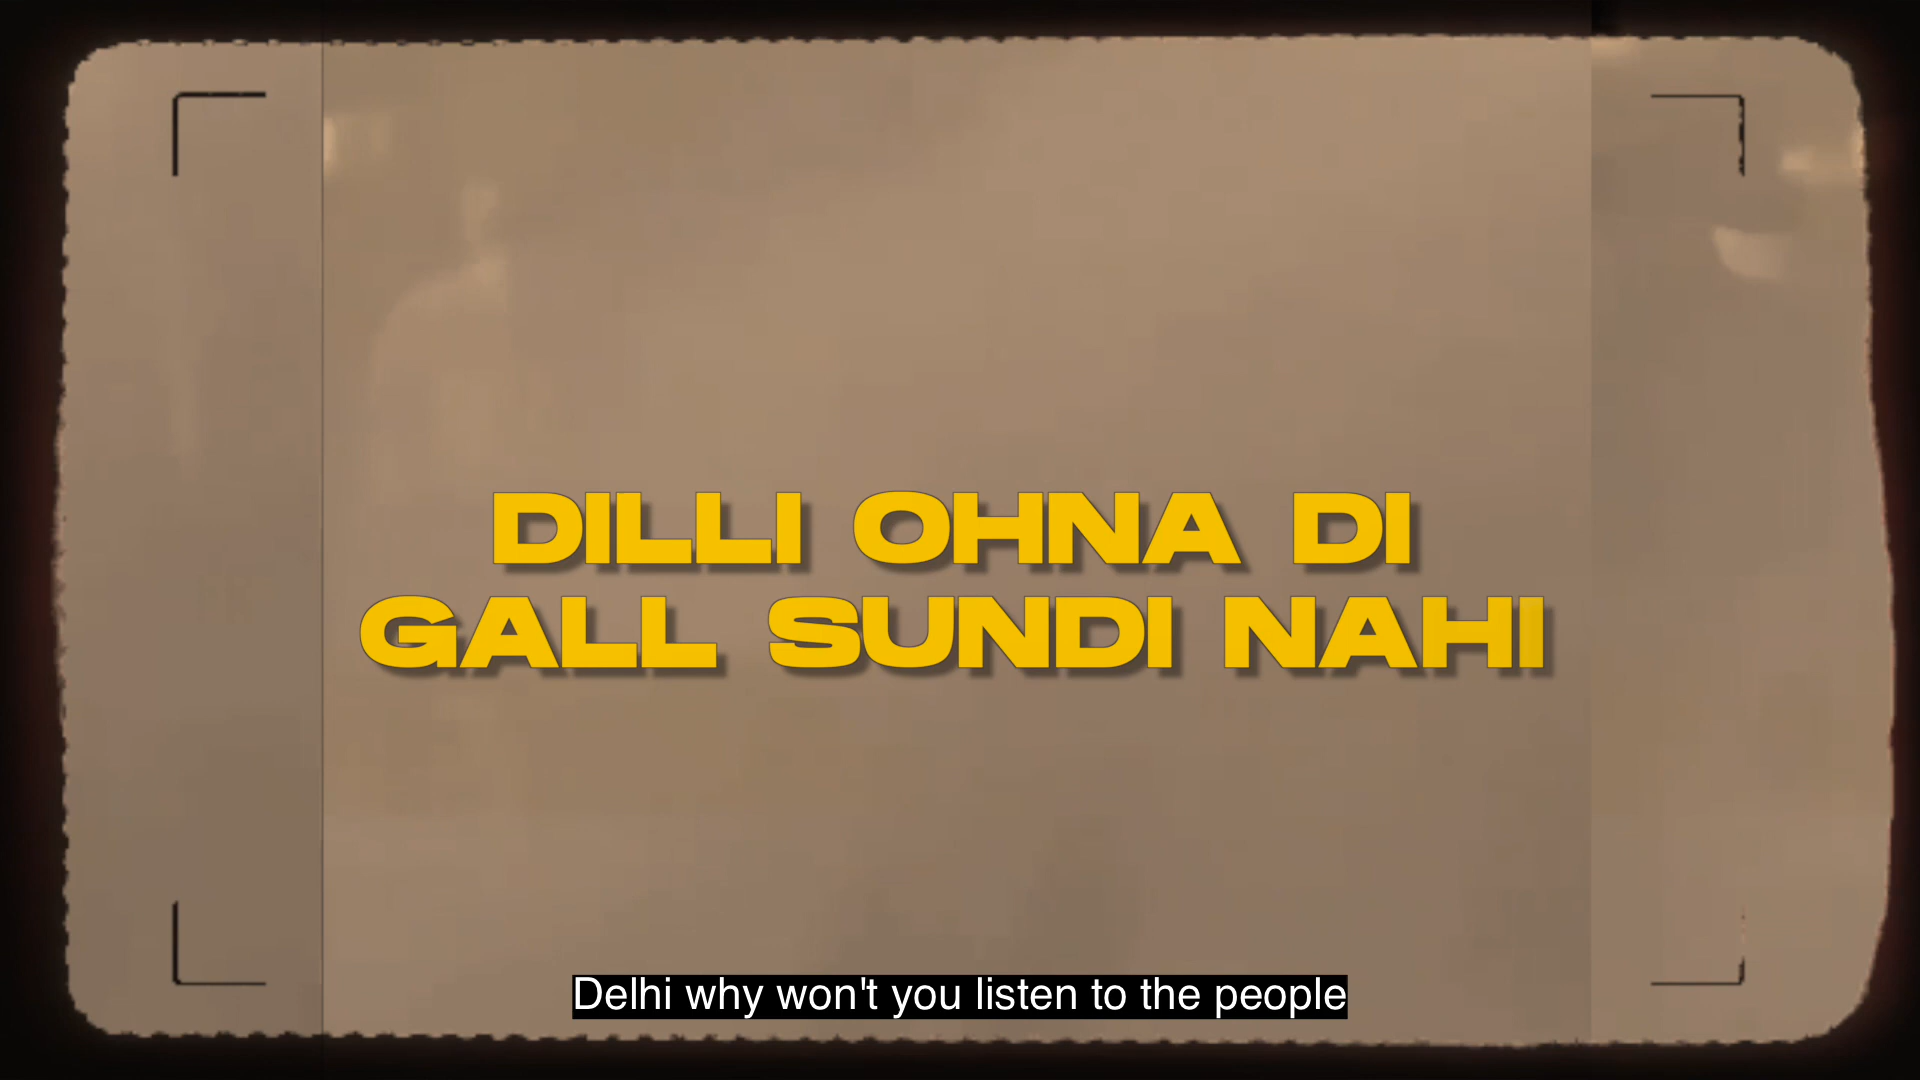 DILLI OHNA DI
GALL SUNDI NAHI
Delhi why won't you listen to the people